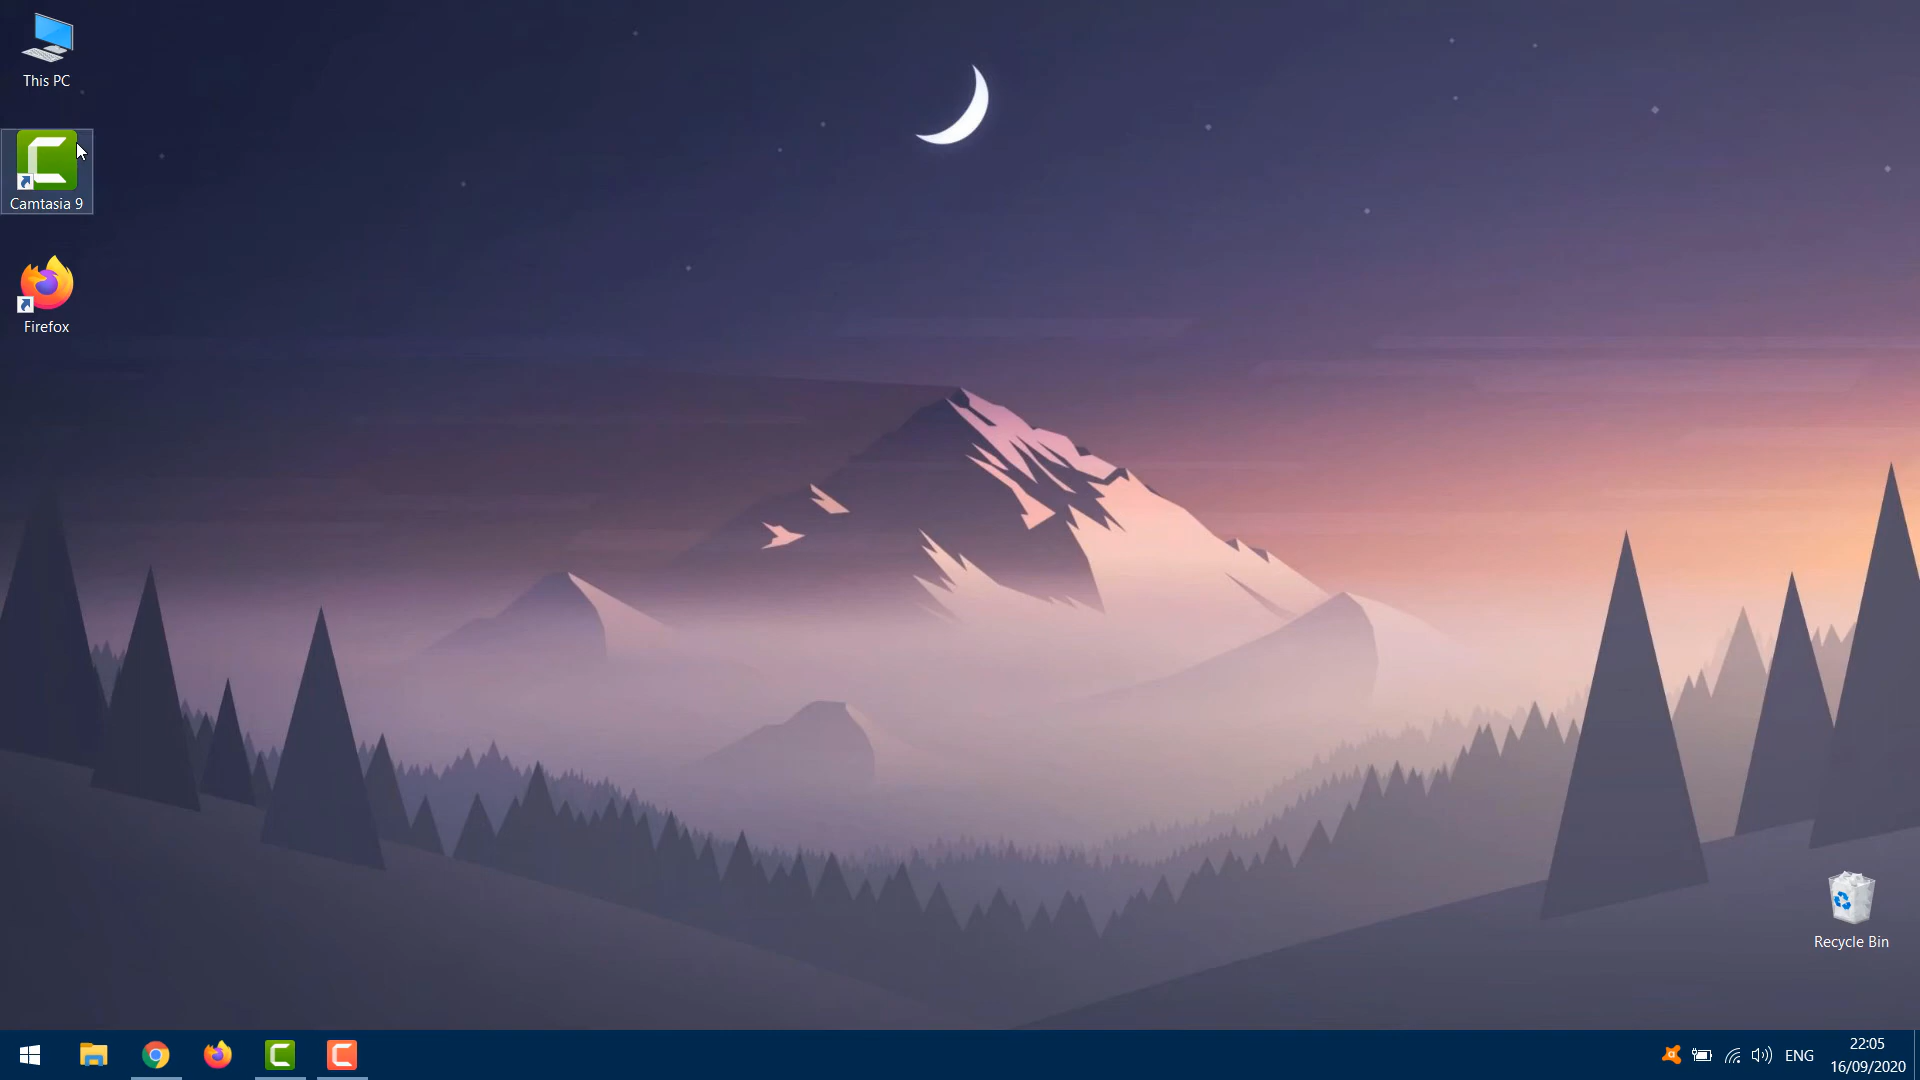 This PC
Camtasia 9
Firefox
Recycle Bin
ENG
22:05
16/09/2020